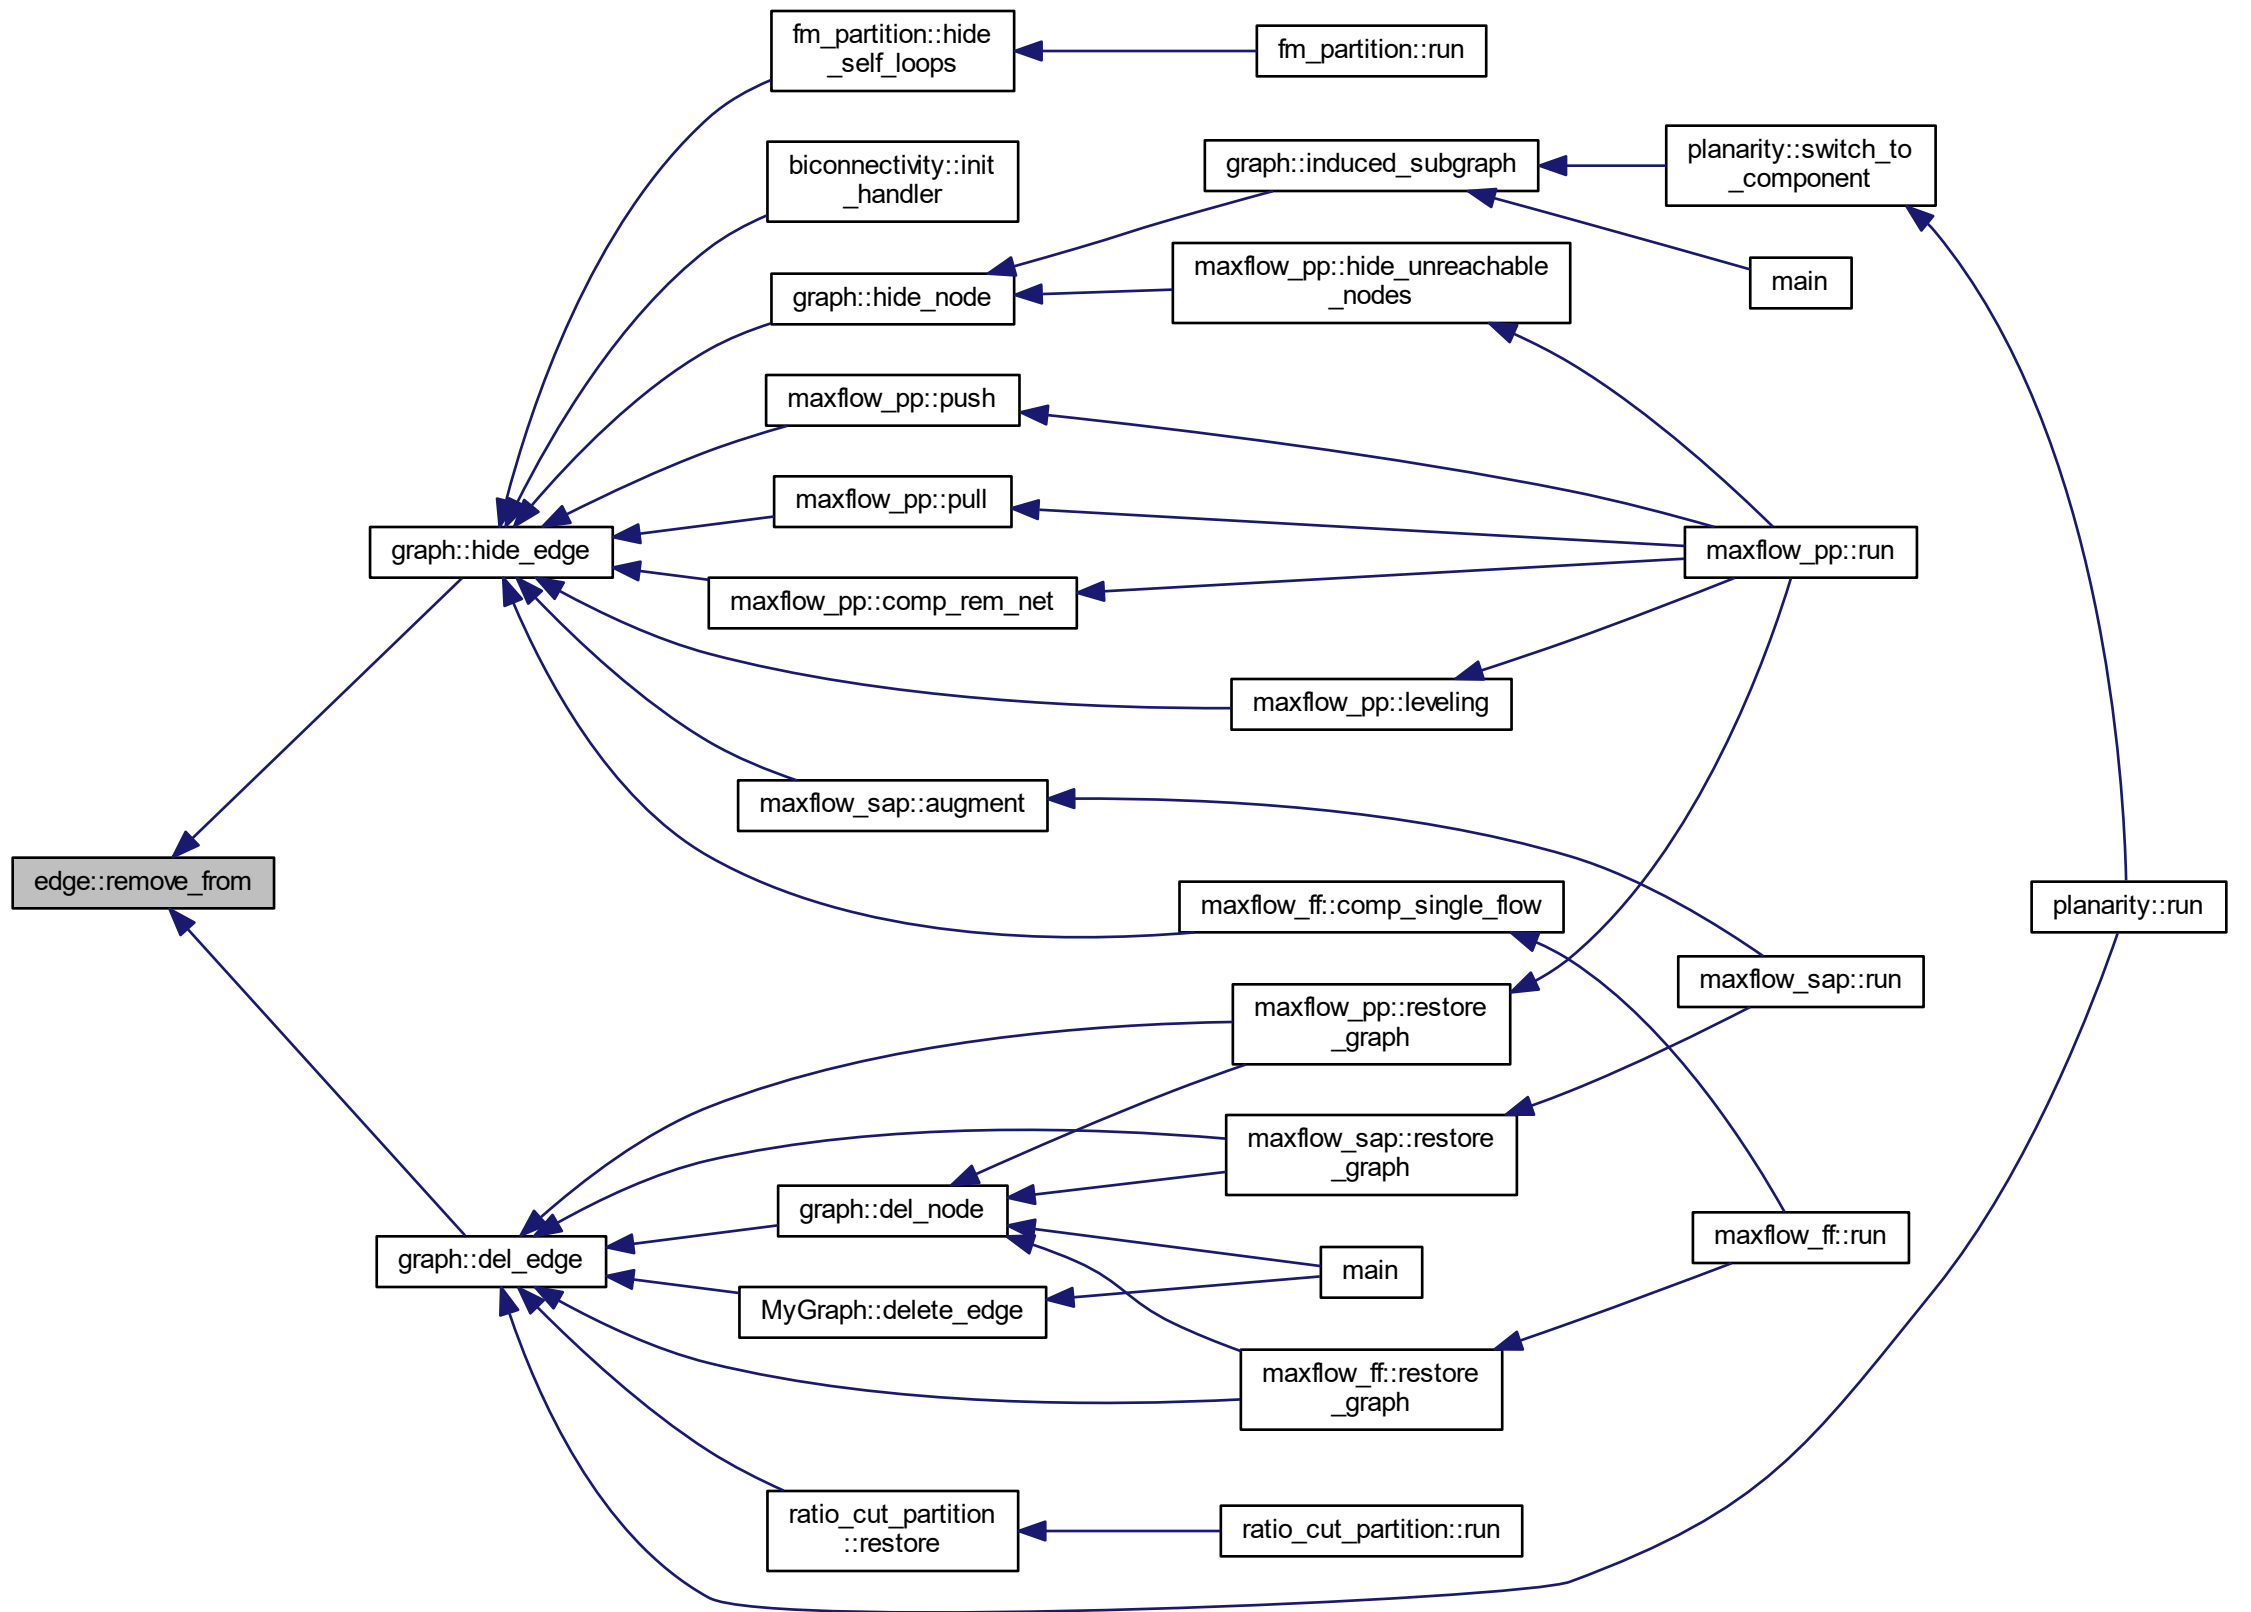 fm_partition::hide
_self_loops
fm_partition::run
biconnectivity::init
_handler
graph::induced_subgraph
planarity::switch_to
_component
graph::hide_node
maxflow_pp::hide_unreachable
_nodes
main
maxflow_pp::push
maxflow_pp::pull
graph::hide_edge
maxflow_pp::run
maxflow_pp::comp_rem_net
maxflow_pp::leveling
maxflow_sap::augment
edge::remove_from
maxflow_ff::comp_single_flow
planarity::run
maxflow_sap::run
maxflow_pp::restore
_graph
maxflow_sap::restore
_graph
graph::del_node
maxflow_ff::run
graph::del_edge
main
MyGraph::delete_edge
maxflow_ff::restore
_graph
ratio_cut_partition
::restore
ratio_cut_partition::run